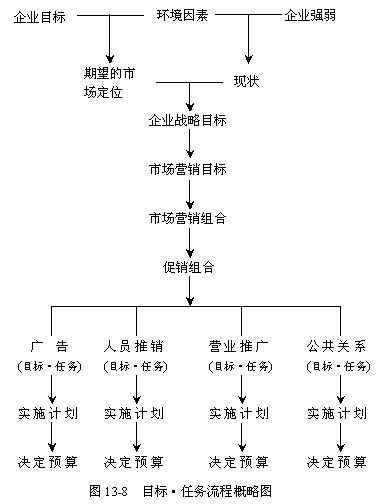 企业目标 环境因素 企业强弱
期望的市
场定位
现状
企业战略目标
市场营销目标
市场营销组合
促销组合
广 告 人员推销 营业推广 公共关系
(目标·任务) (目标·任务) (目标·任务) (目标·任务)
实施计划 实施计划 实施计划 实施计划
决定预算 决定预算 决定预算 决定预算
图 13-8 目标·任务流程概略图